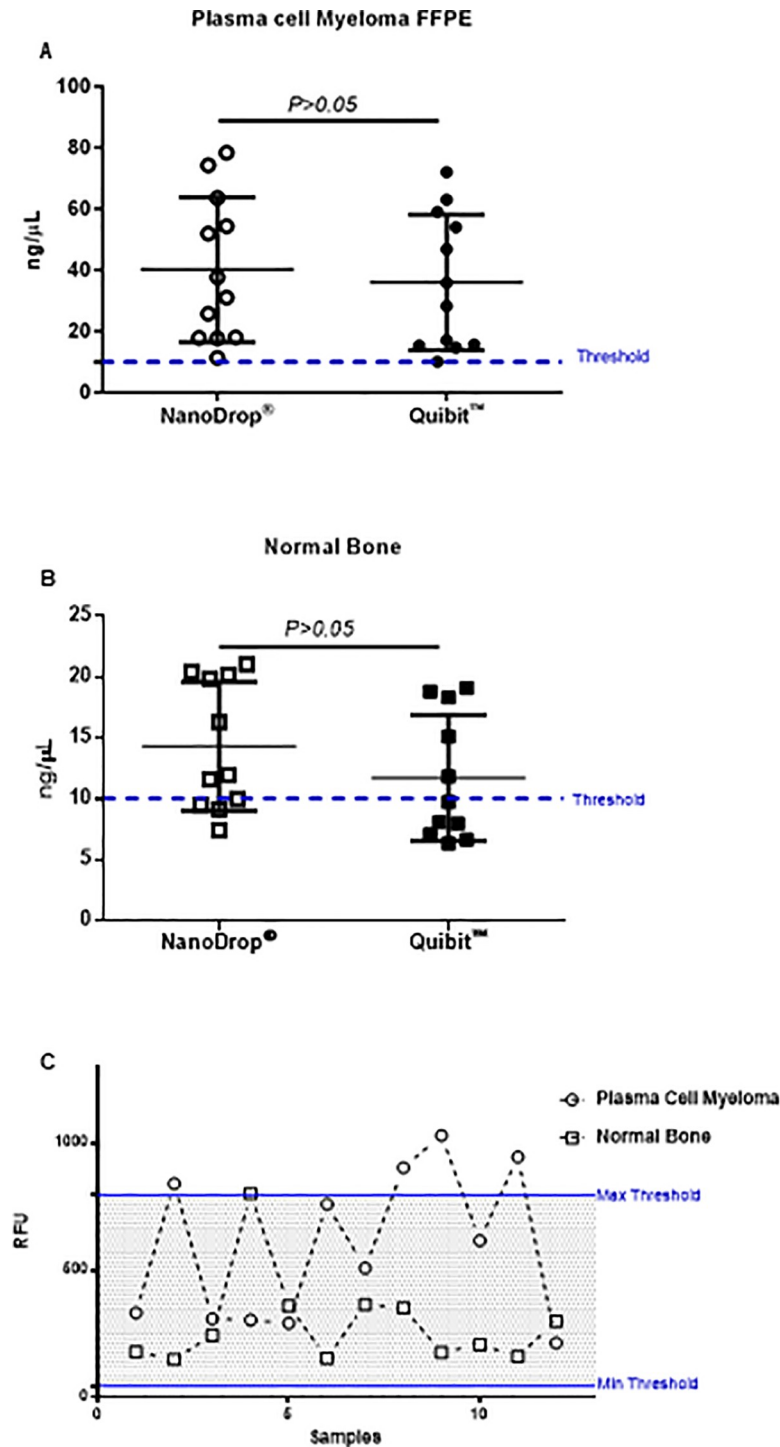 Plasma cell Myeloma FFPE
A
P>0.05
100
80
60
40
20
0
ng/µL
Threshold
NanoDrop® Quibit™
Normal Bone
B
P>0.05
25
20
15
10
5
0
ng/µL
Threshold
NanoDrop® Quibit™
C
Plasma Cell Myeloma
Normal Bone
1000
500
0
RFU
Max Threshold
Min Threshold
0 5 10
Samples